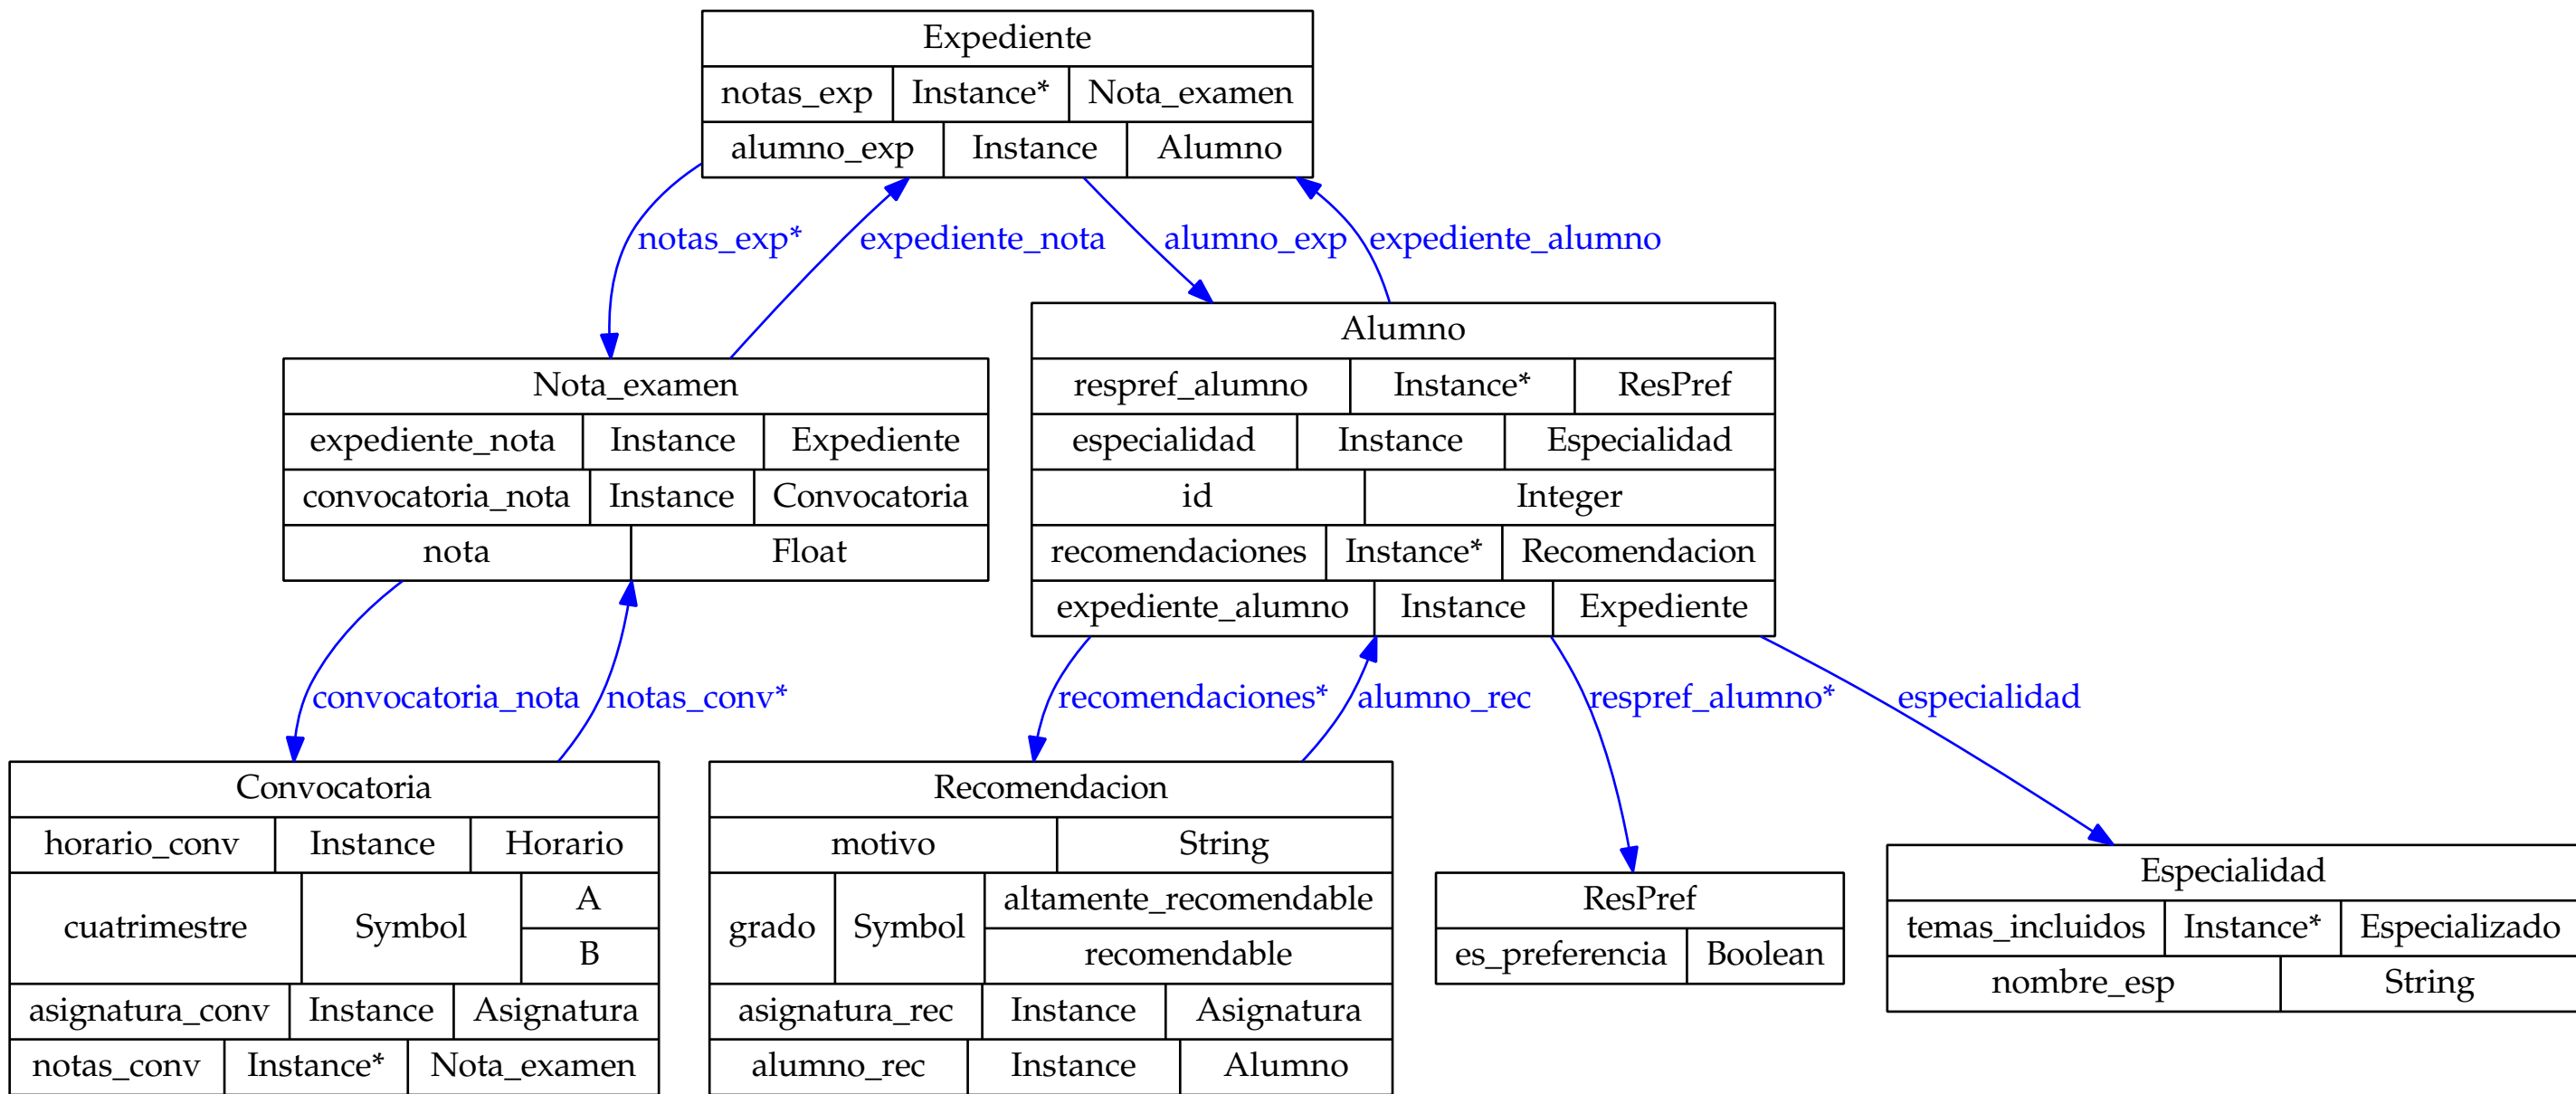 Expediente
notas_exp Instance* Nota_examen
alumno_exp Instance Alumno
notas_exp* expediente_nota alumno_exp expediente_alumno
Nota_examen
expediente_nota Instance Expediente
convocatoria_nota Instance Convocatoria
nota Float
Alumno
respref_alumno Instance* ResPref
especialidad Instance Especialidad
id Integer
recomendaciones Instance* Recomendacion
expediente_alumno Instance Expediente
convocatoria_nota notas_conv* recomendaciones* alumno_rec respref_alumno* especialidad
Convocatoria
horario_conv Instance Horario
cuatrimestre Symbol A
B
asignatura_conv Instance Asignatura
notas_conv Instance* Nota_examen
Recomendacion
motivo String
grado Symbol altamente_recomendable
recomendable
asignatura_rec Instance Asignatura
alumno_rec Instance Alumno
ResPref
es_preferencia Boolean
Especialidad
temas_incluidos Instance* Especializado
nombre_esp String